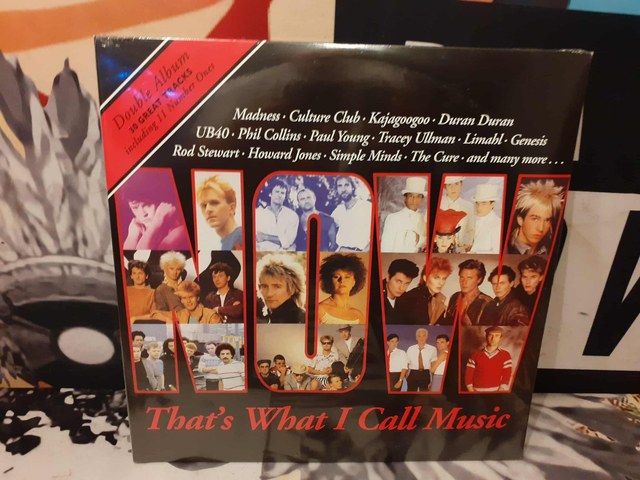 Double Album
30 GREAT TRACKS
including 11 Number Ones
Madness · Culture Club · Kajagoogoo · Duran Duran
UB40 · Phil Collins · Paul Young · Tracey Ullman · Limahl · Genesis
Rod Stewart · Howard Jones · Simple Minds · The Cure · and many more . . .
NOW
That's What I Call Music